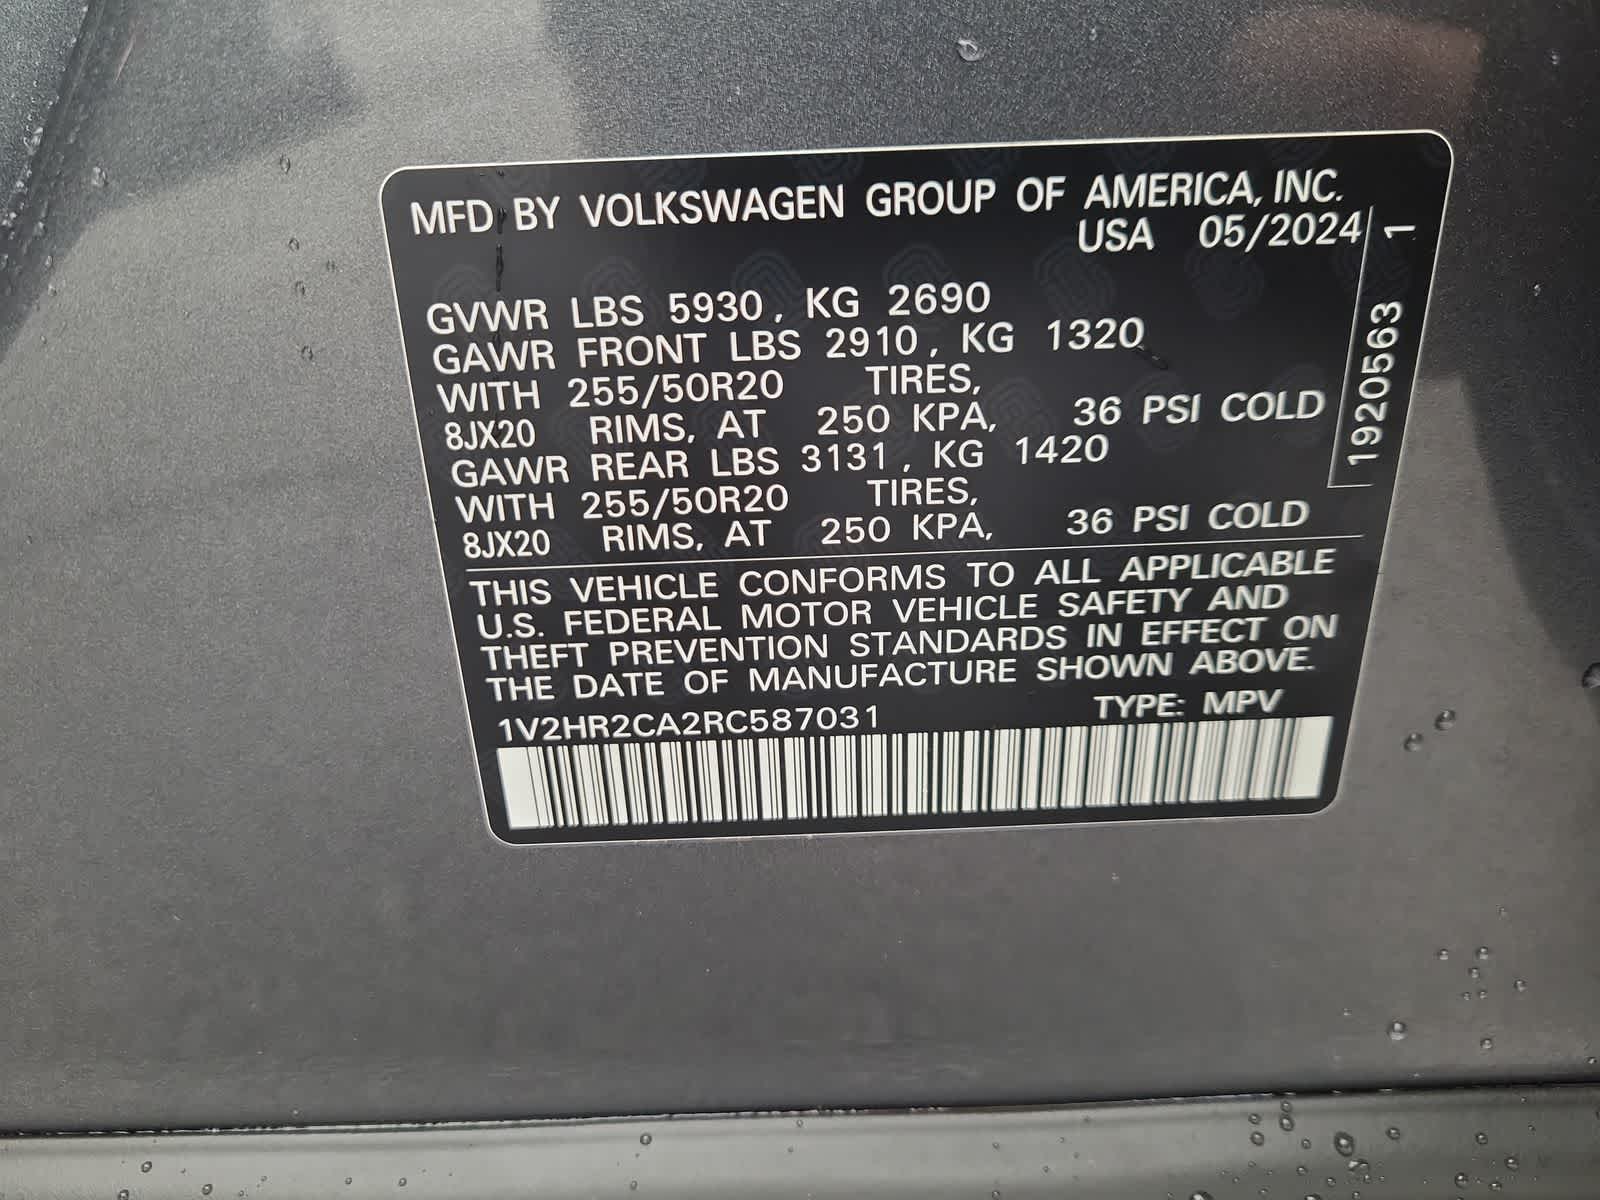 MFD BY VOLKSWAGEN GROUP OF AMERICA, INC.
USA 05/2024
GVWR LBS 5930, KG 2690
GAWR FRONT LBS 2910, KG 1320
WITH 255/50R20 TIRES,
8JX20 RIMS, AT 250 KPA, 36 PSI COLD
GAWR REAR LBS 3131, KG 1420
WITH 255/50R20 TIRES,
8JX20 RIMS, AT 250 KPA, 36 PSI COLD
1920563 1
THIS VEHICLE CONFORMS TO ALL APPLICABLE
U.S. FEDERAL MOTOR VEHICLE SAFETY AND
THEFT PREVENTION STANDARDS IN EFFECT ON
THE DATE OF MANUFACTURE SHOWN ABOVE.
1V2HR2CA2RC587031 TYPE: MPV